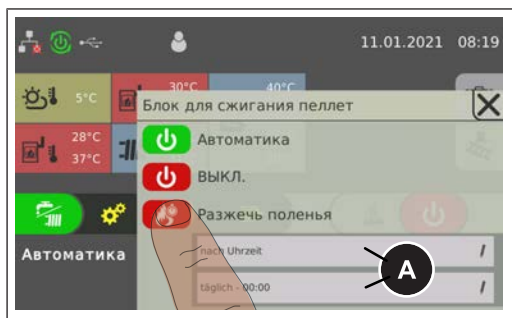 11.01.2021 08:19
5°C
30°C
40°C
Блок для сжигания пеллет
28°C
37°C
Автоматика
ВЫКЛ.
Разжечь поленья
Автоматика
nach Uhrzeit
täglich - 00:00
A